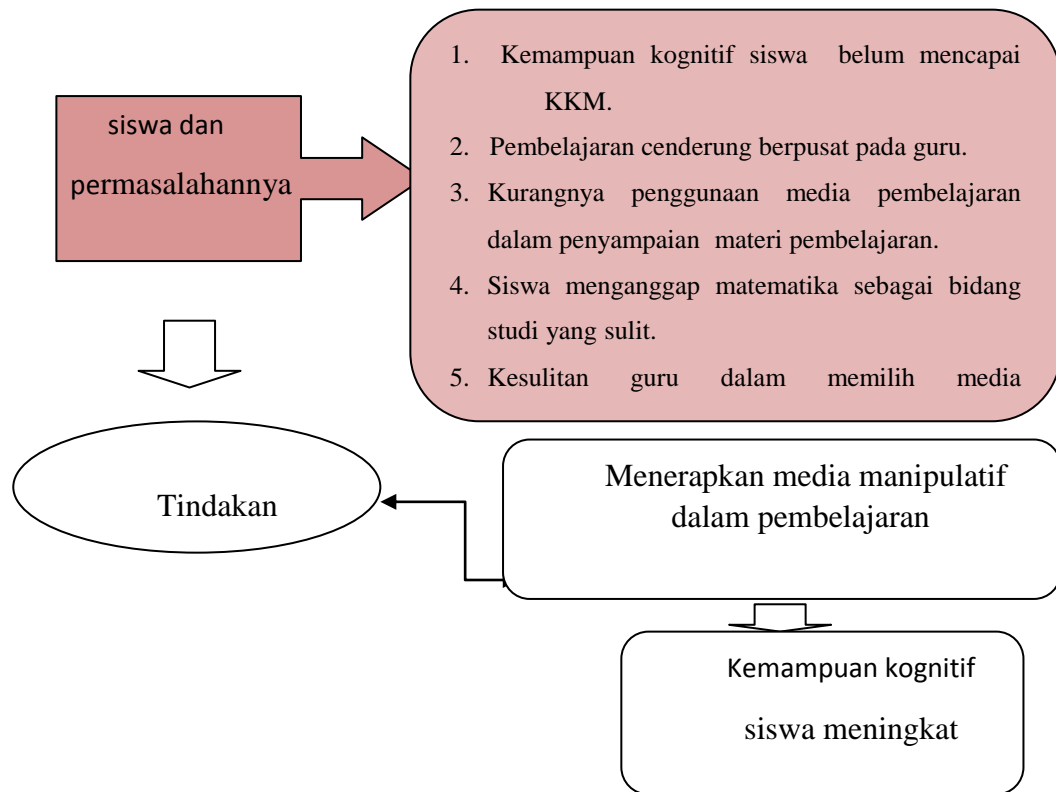 siswa dan
permasalahannya
1. Kemampuan kognitif siswa belum mencapai
KKM.
2. Pembelajaran cenderung berpusat pada guru.
3. Kurangnya penggunaan media pembelajaran
dalam penyampaian materi pembelajaran.
4. Siswa menganggap matematika sebagai bidang
studi yang sulit.
5. Kesulitan guru dalam memilih media
Tindakan
Menerapkan media manipulatif
dalam pembelajaran
Kemampuan kognitif
siswa meningkat